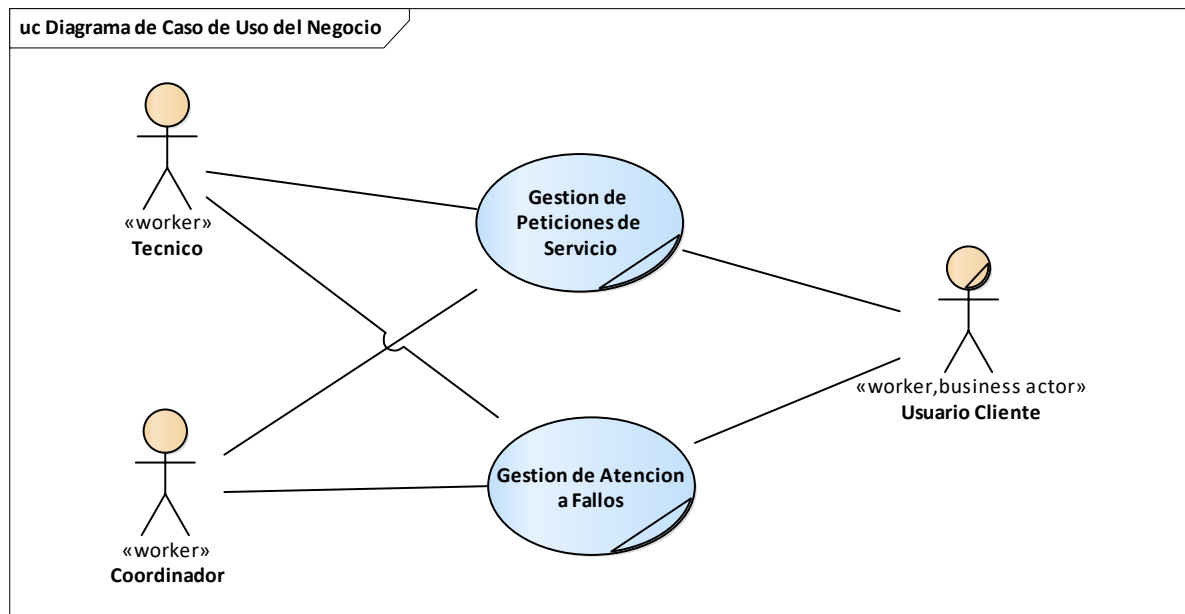 uc Diagrama de Caso de Uso del Negocio
«worker»
Tecnico
Gestion de
Peticiones de
Servicio
«worker,business actor»
Usuario Cliente
Gestion de Atencion
a Fallos
«worker»
Coordinador